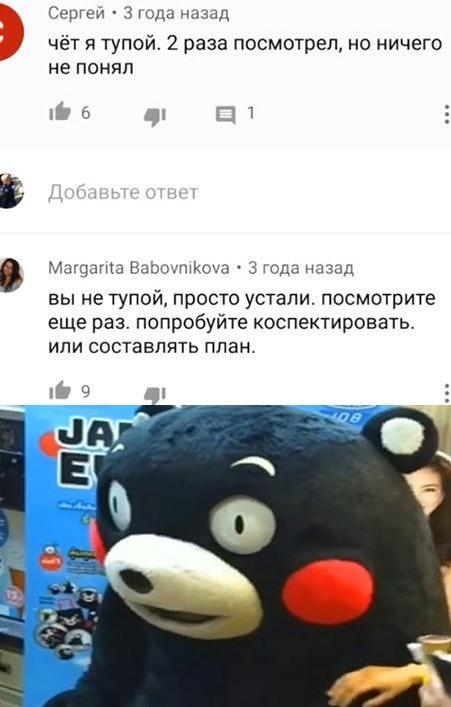 Сергей • 3 года назад
чёт я тупой. 2 раза посмотрел, но ничего
не понял
6
1
Добавьте ответ
Margarita Babovnikova • 3 года назад
вы не тупой, просто устали. посмотрите
еще раз. попробуйте коспектировать.
или составлять план.
9
JA
E